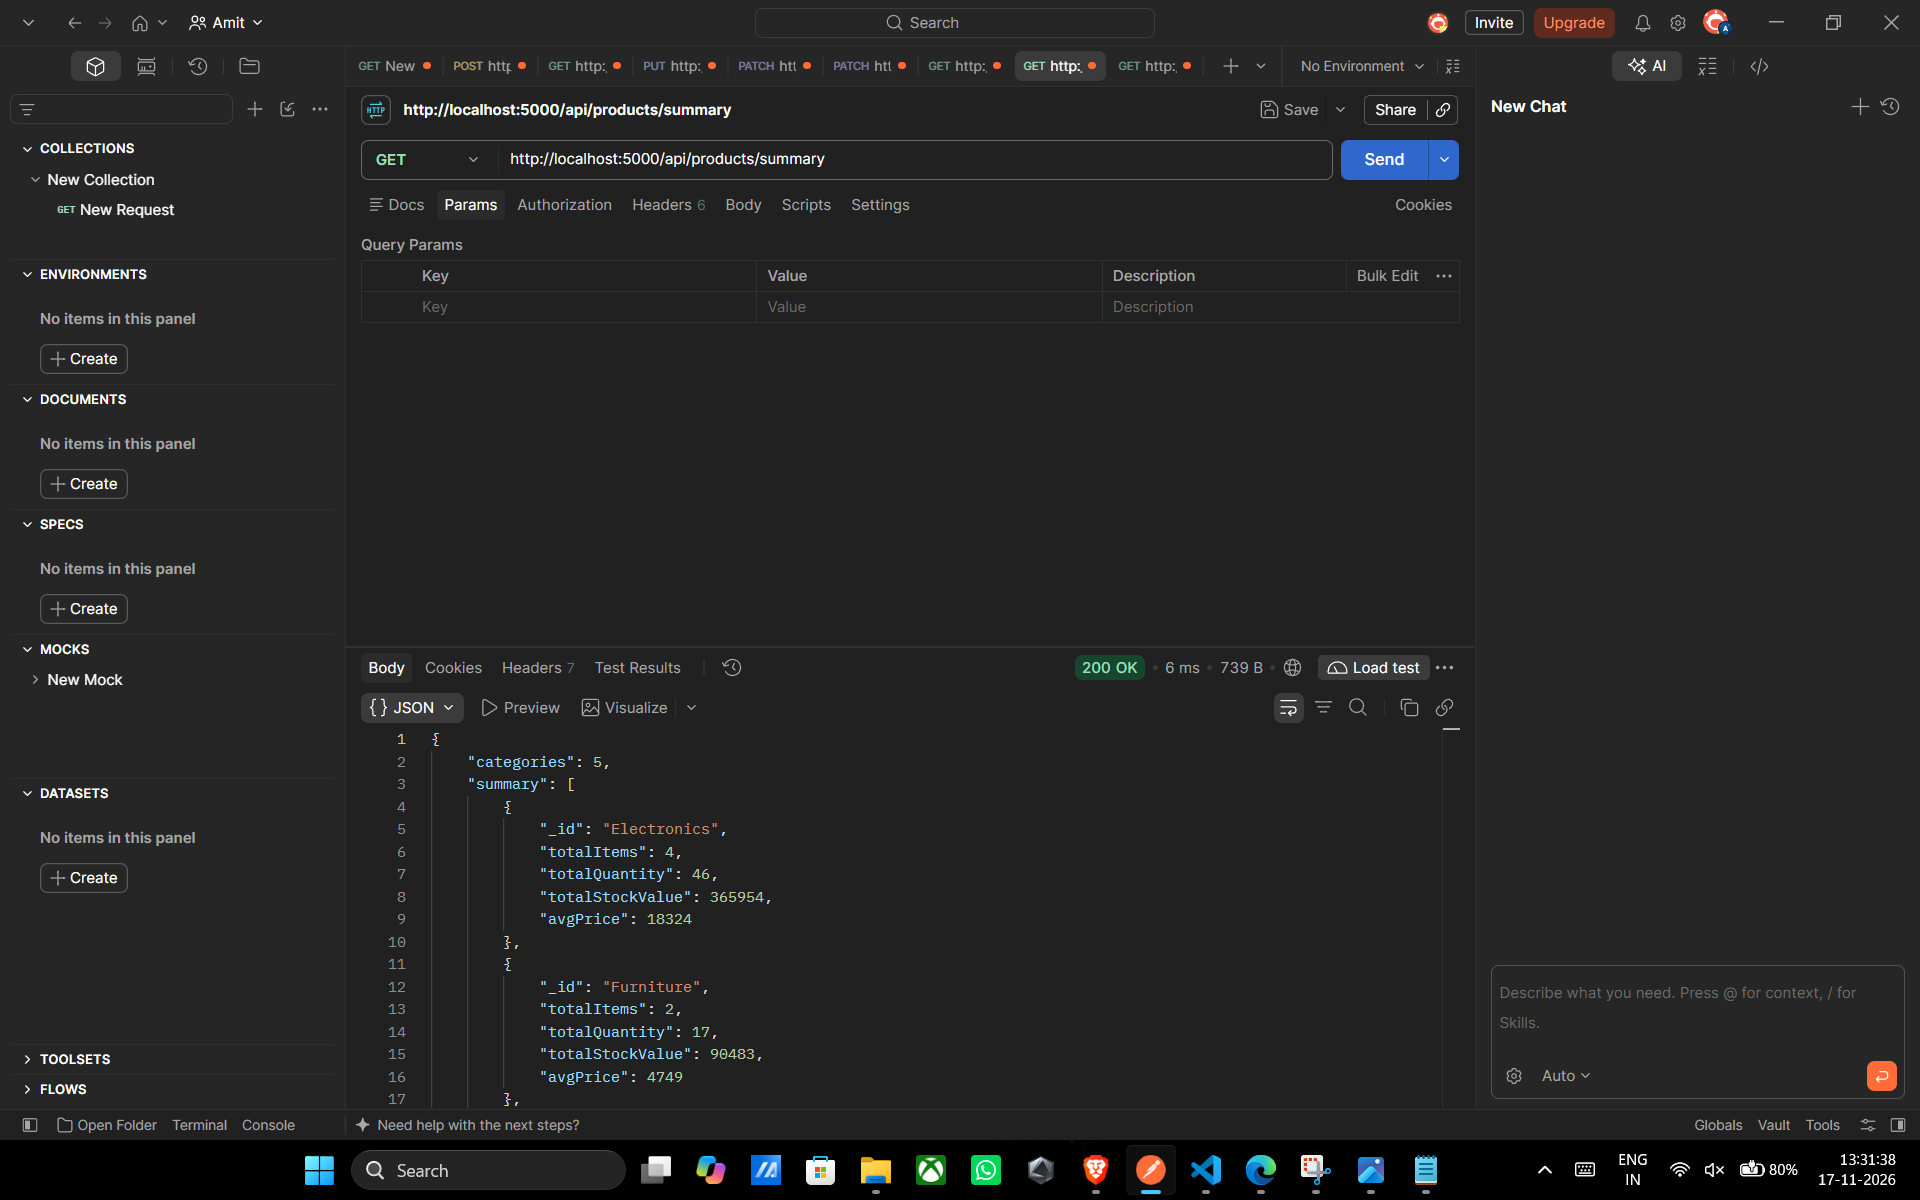 Amit
Search
Invite
Upgrade
GET New
POST http
GET http:
PUT http:
PATCH htt
PATCH htt
GET http:
GET http:
GET http:
No Environment
AI
HTTP
http://localhost:5000/api/products/summary
Save
Share
New Chat
COLLECTIONS
New Collection
GET New Request
GET
http://localhost:5000/api/products/summary
Send
Docs
Params
Authorization
Headers 6
Body
Scripts
Settings
Cookies
Query Params
Key
Value
Description
Bulk Edit
Key
Value
Description
ENVIRONMENTS
No items in this panel
Create
DOCUMENTS
No items in this panel
Create
SPECS
No items in this panel
Create
MOCKS
New Mock
DATASETS
No items in this panel
Create
TOOLSETS
FLOWS
Body
Cookies
Headers 7
Test Results
200 OK
6 ms
739 B
Load test
{} JSON
Preview
Visualize
1 {
2 "categories": 5,
3 "summary": [
4 {
5 "_id": "Electronics",
6 "totalItems": 4,
7 "totalQuantity": 46,
8 "totalStockValue": 365954,
9 "avgPrice": 18324
10 },
11 {
12 "_id": "Furniture",
13 "totalItems": 2,
14 "totalQuantity": 17,
15 "totalStockValue": 90483,
16 "avgPrice": 4749
17 },
Describe what you need. Press @ for context, / for
Skills.
Auto
Open Folder
Terminal
Console
Need help with the next steps?
Globals
Vault
Tools
Search
ENG
IN
80%
13:31:38
17-11-2026